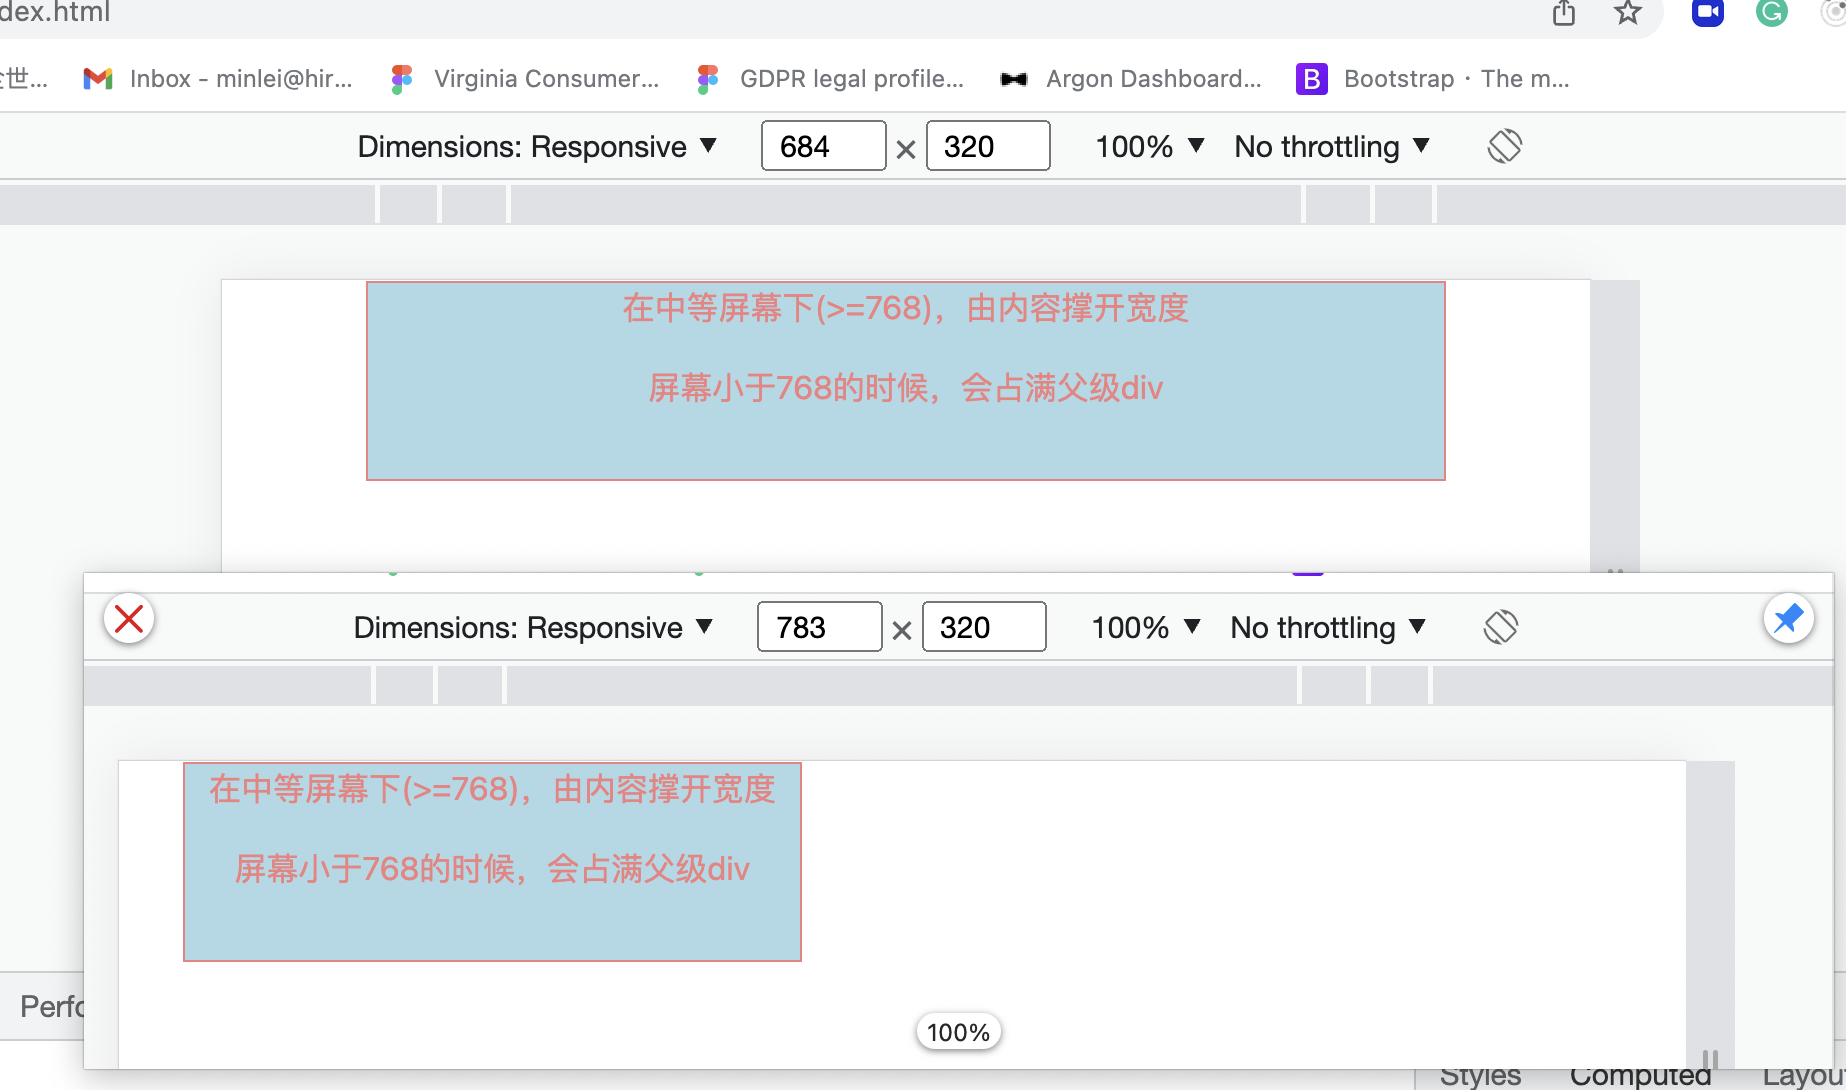 dex.html
世... Inbox - minlei@hir... Virginia Consumer... GDPR legal profile... Argon Dashboard... B Bootstrap · The m...
Dimensions: Responsive ▼ 684 × 320 100% ▼ No throttling ▼
在中等屏幕下(>=768)，由内容撑开宽度
屏幕小于768的时候，会占满父级div
Dimensions: Responsive ▼ 783 × 320 100% ▼ No throttling ▼
在中等屏幕下(>=768)，由内容撑开宽度
屏幕小于768的时候，会占满父级div
Perfo
100%
Styles Computed Layou